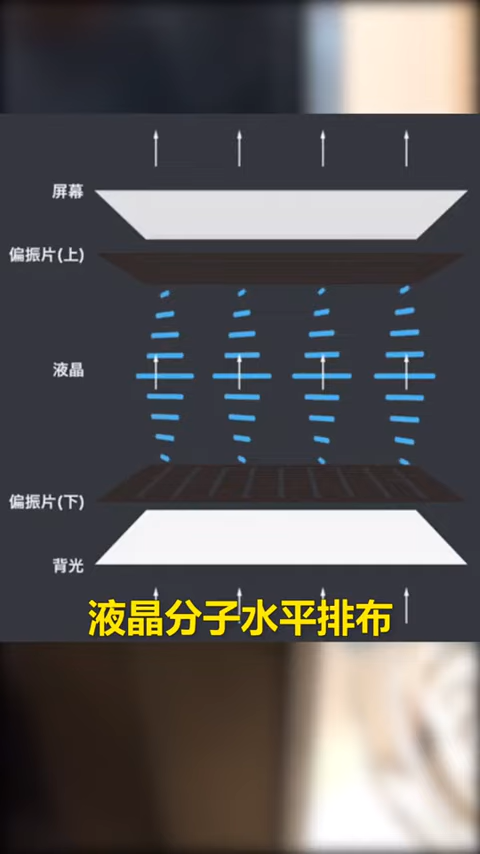 屏幕
偏振片(上)
液晶
偏振片(下)
背光
液晶分子水平排布